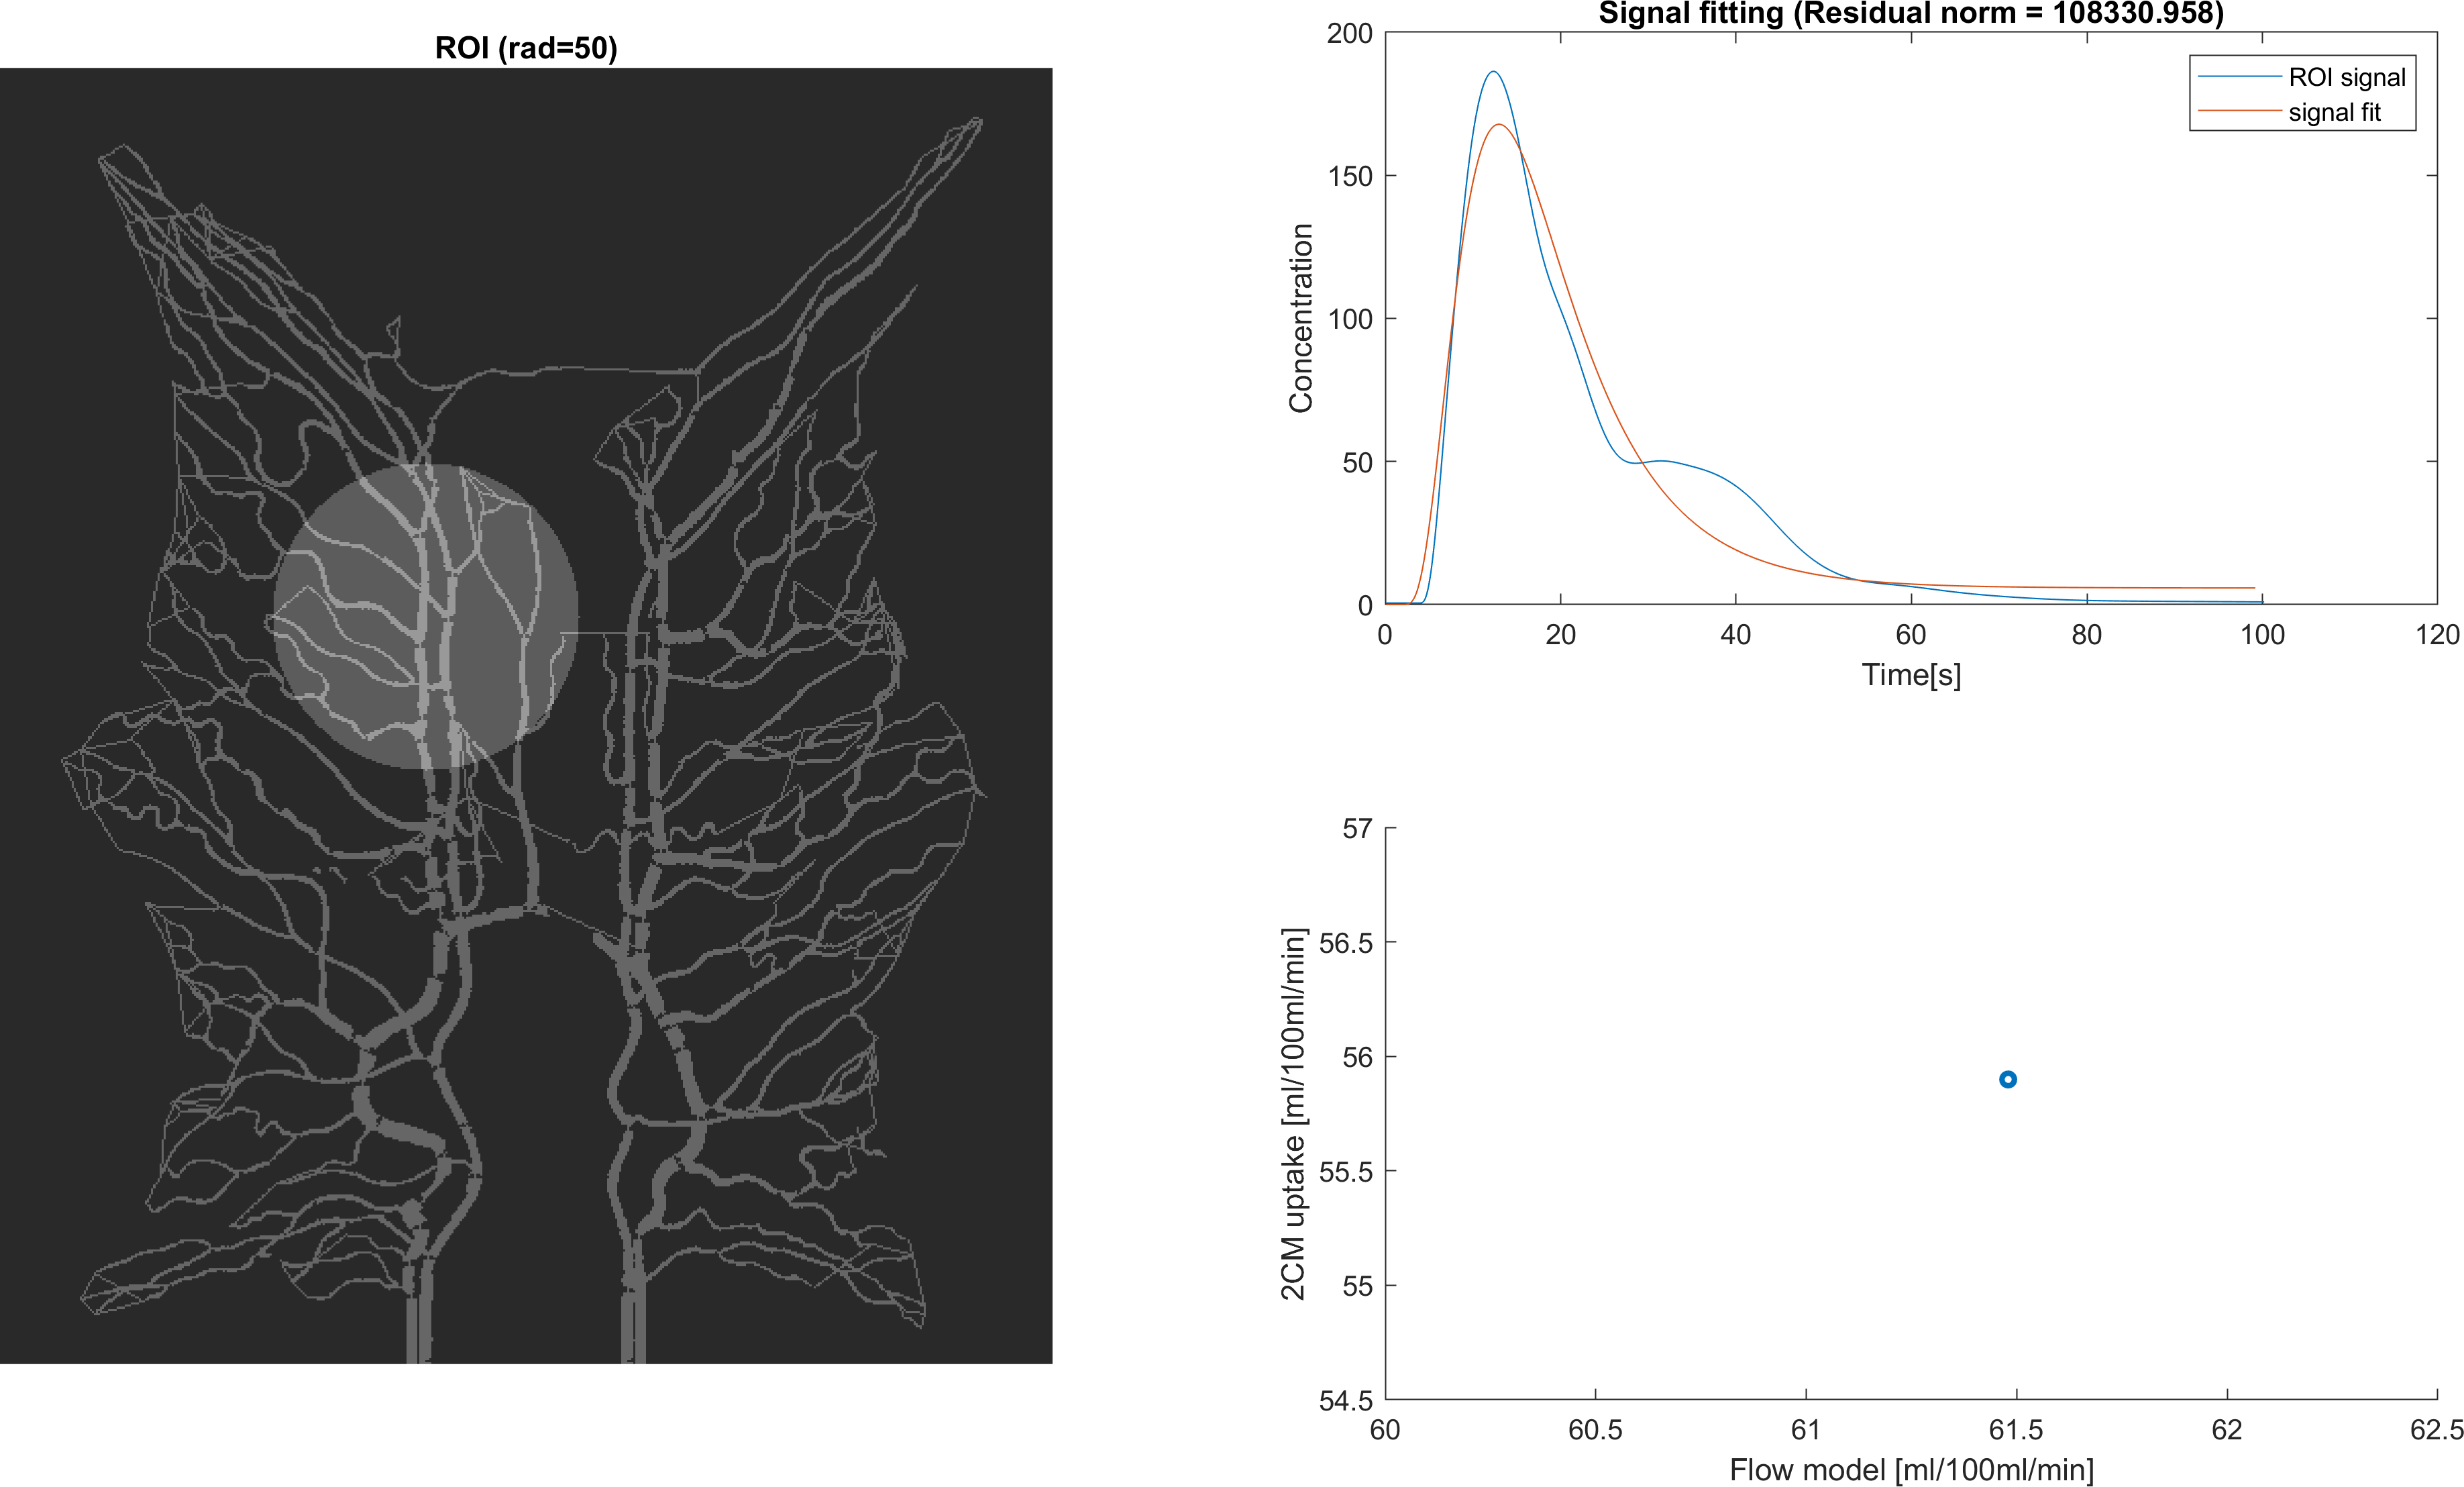 ROI (rad=50)
Signal fitting (Residual norm = 108330.958)
200
150
100
50
0
Concentration
ROI signal
signal fit
0 20 40 60 80 100 120
Time[s]
57
56.5
56
55.5
55
54.5
2CM uptake [ml/100ml/min]
60 60.5 61 61.5 62 62.5
Flow model [ml/100ml/min]